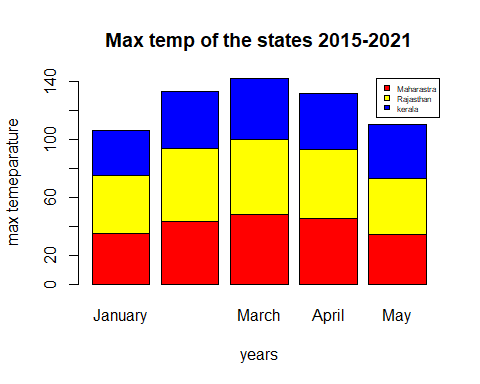 Max temp of the states 2015-2021
max temeparature
140
100
60
20
0
Maharastra
Rajasthan
kerala
January
March
April
May
years